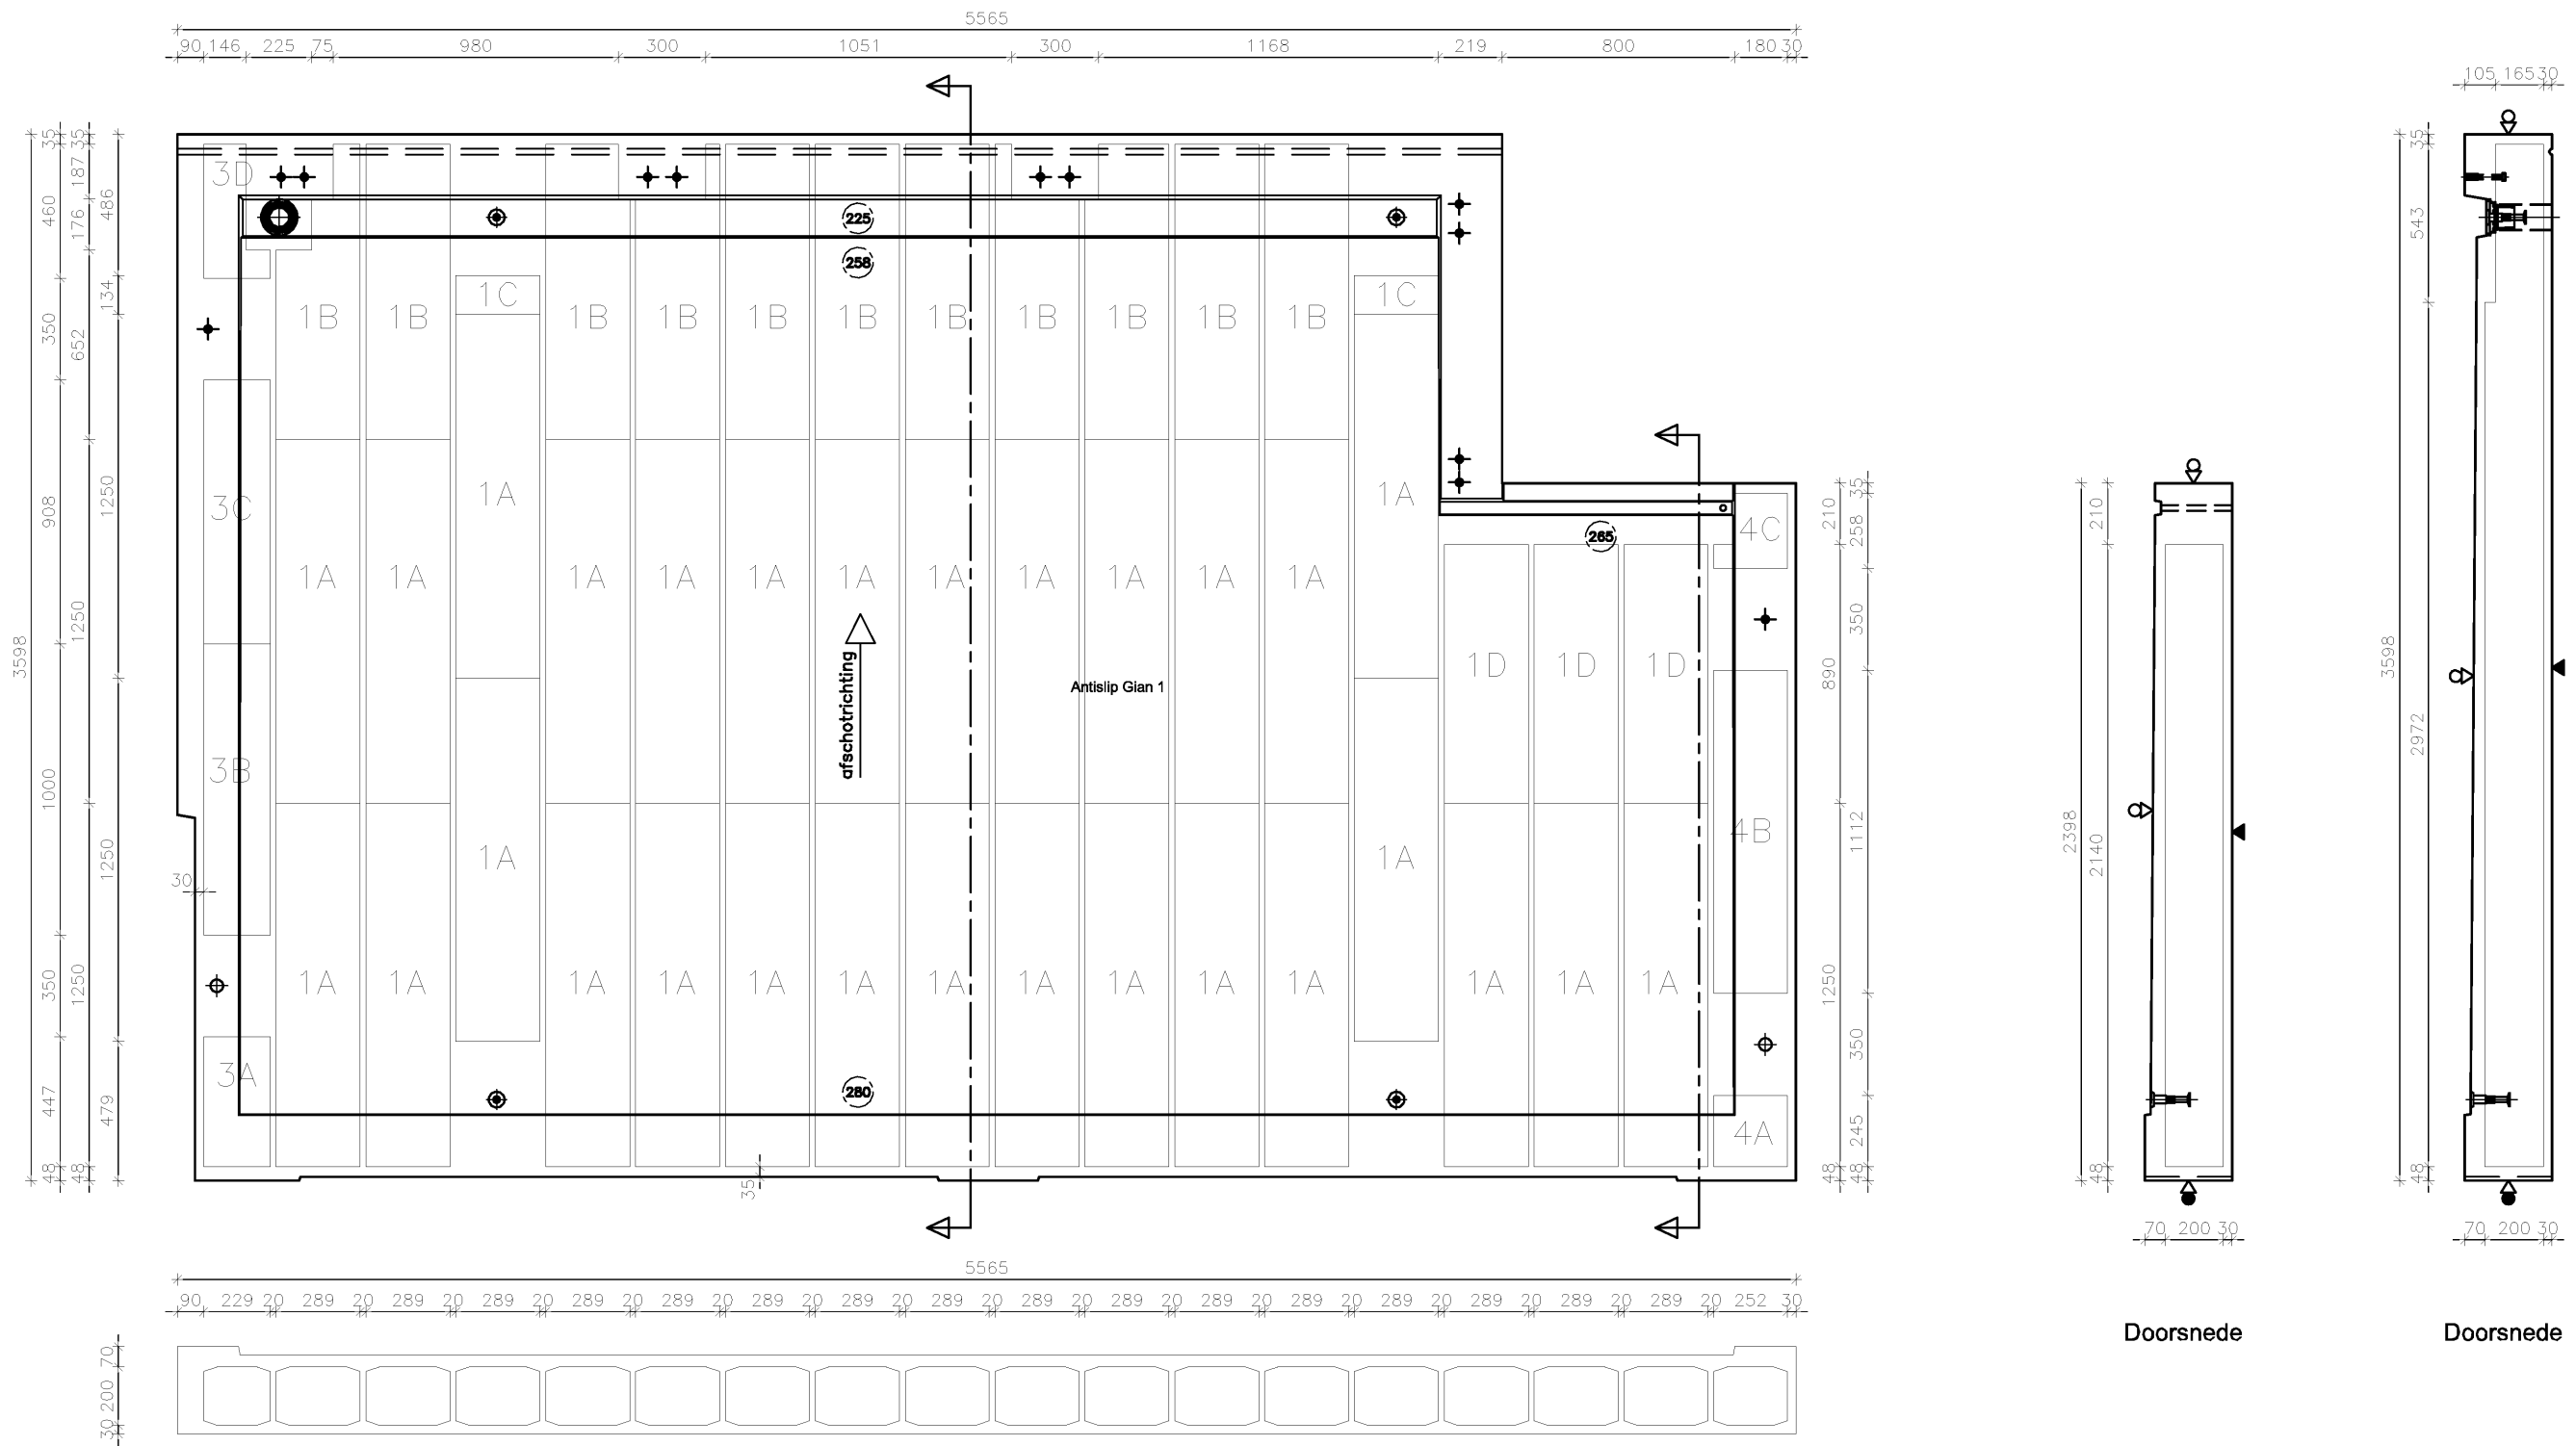 5565
90 146 225 75 980 300 1051 300 1168 219 800 180 30
105 165 30
3598
35 460 350 908 1000 350 447 48
35 187 176 652 1250 1250 48
486 134 1250 1250 479
3D
225
258
1C 1C
1B 1B 1B 1B 1B 1B 1B 1B 1B 1B 1B
3C
1A 1A
4C
265
1A 1A 1A 1A 1A 1A 1A 1A 1A 1A 1A
1D 1D 1D
afschotrichting
Antislip Gian 1
3B
4B
1A 1A
30
1A 1A 1A 1A 1A 1A 1A 1A 1A 1A 1A 1A 1A 1A
3A
280
4A
35
210 890 1250 48
35 258 350 1112 350 245 48
2398
210 2140 48
70 200 30
3598
35 543 2972 48
70 200 30
5565
90 229 20 289 20 289 20 289 20 289 20 289 20 289 20 289 20 289 20 289 20 289 20 289 20 289 20 289 20 289 20 289 20 289 20 252 30
70 200 30
Doorsnede
Doorsnede